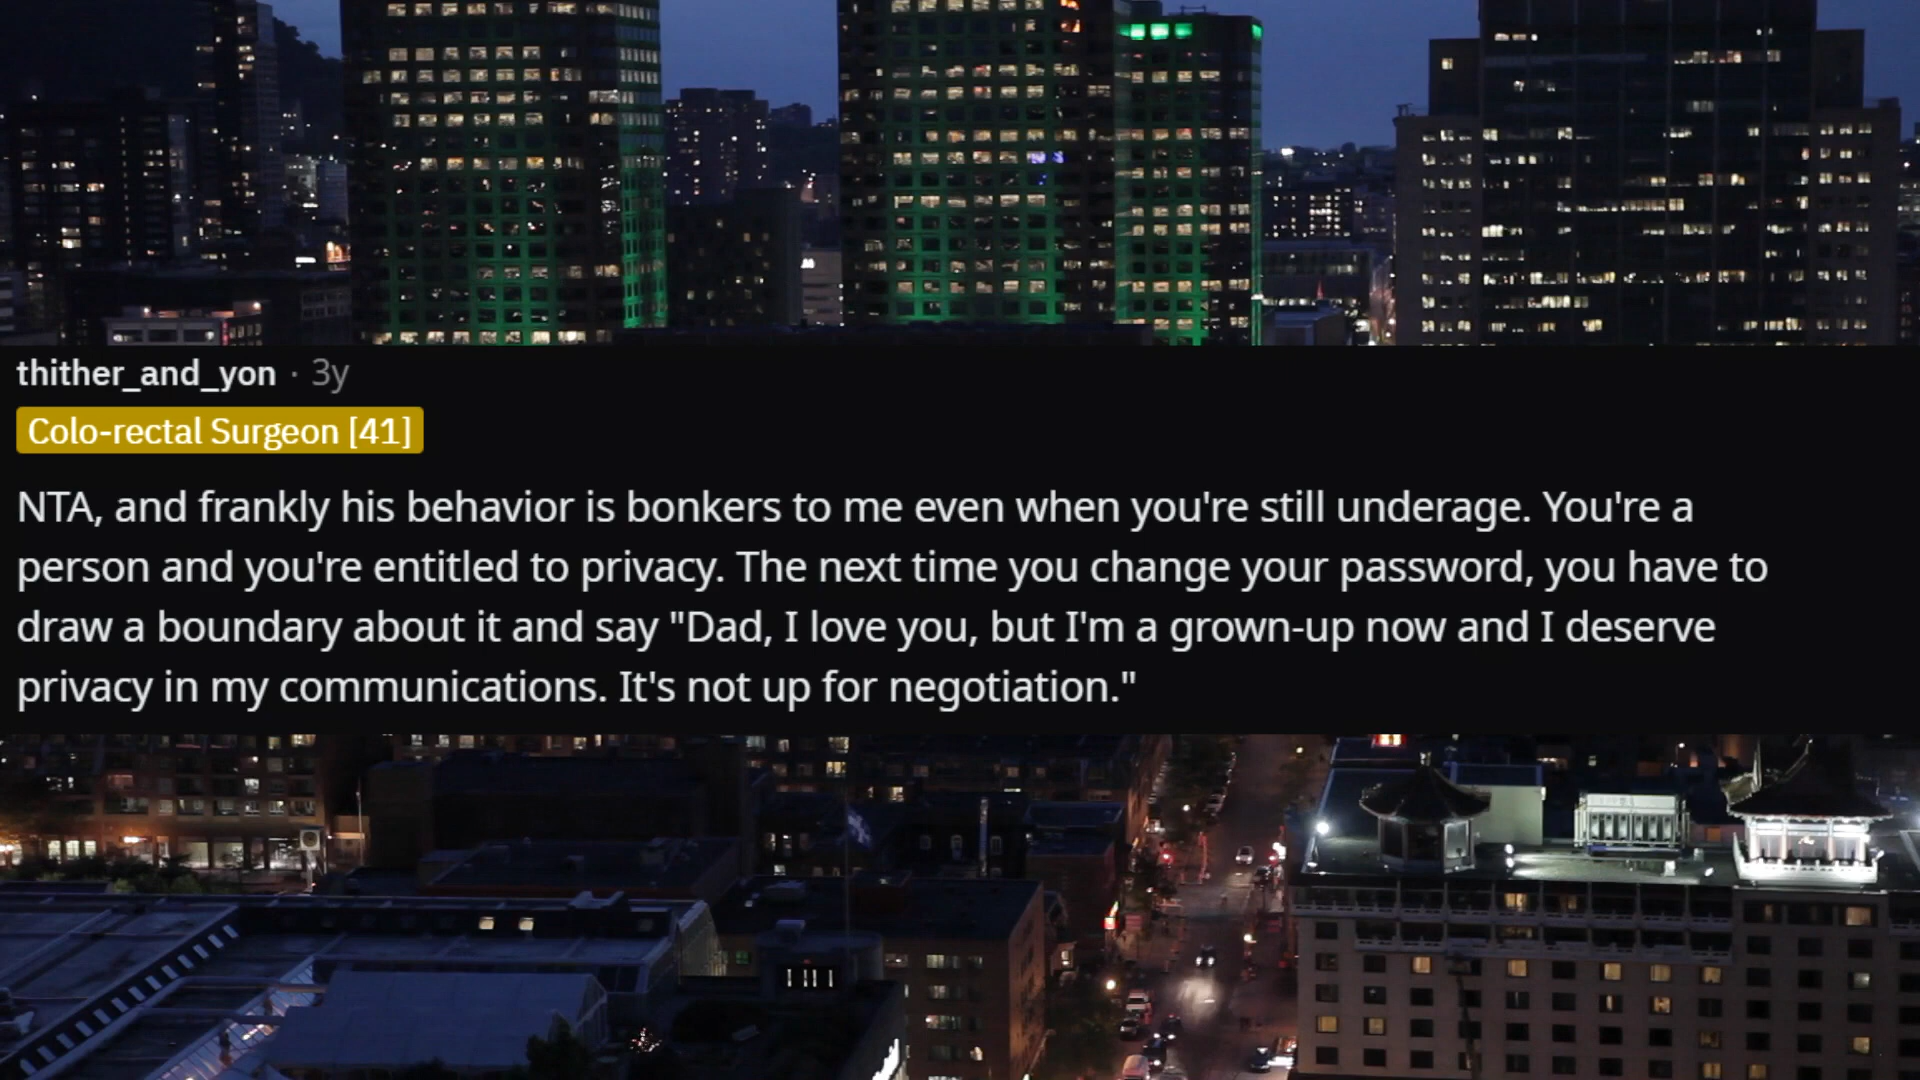 thither_and_yon · 3y
Colo-rectal Surgeon [41]
NTA, and frankly his behavior is bonkers to me even when you're still underage. You're a
person and you're entitled to privacy. The next time you change your password, you have to
draw a boundary about it and say "Dad, I love you, but I'm a grown-up now and I deserve
privacy in my communications. It's not up for negotiation."